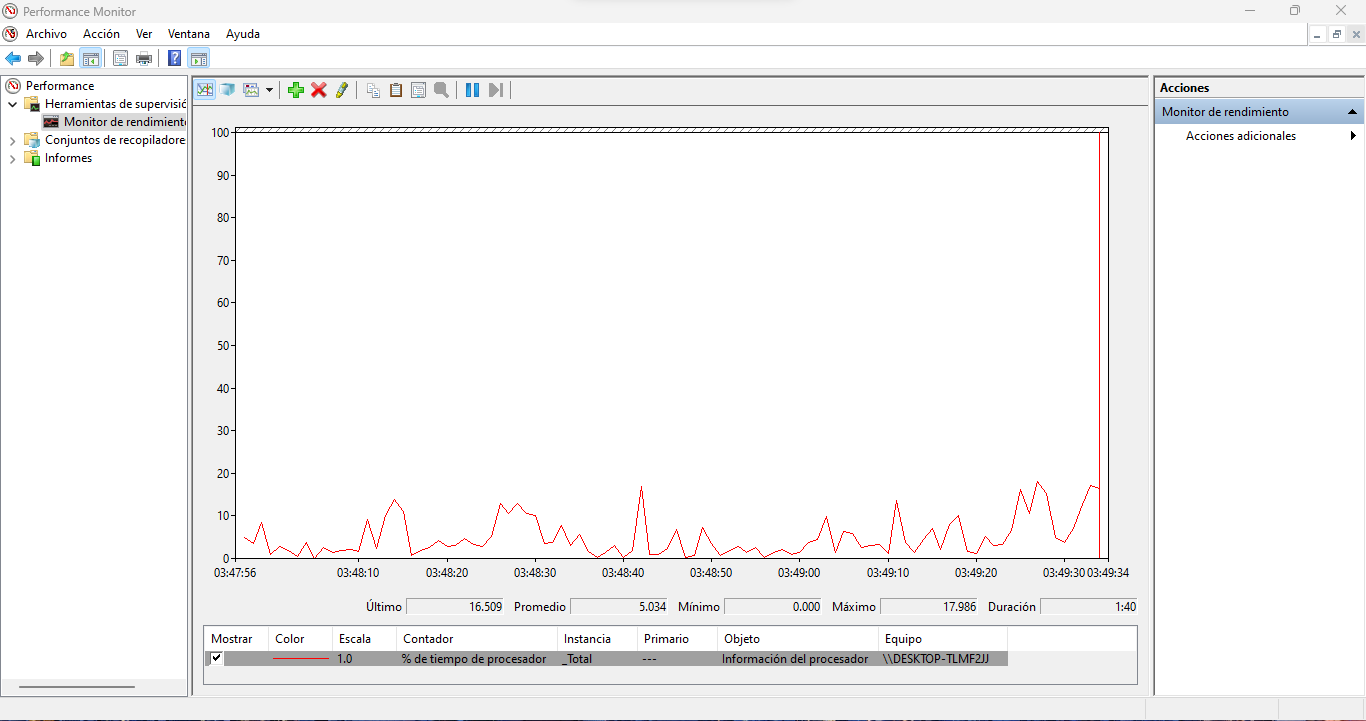 Performance Monitor
Archivo Acción Ver Ventana Ayuda
Performance
Herramientas de supervisió
Monitor de rendimiento
Conjuntos de recopiladore
Informes
100
90
80
70
60
50
40
30
20
10
0
03:47:56 03:48:10 03:48:20 03:48:30 03:48:40 03:48:50 03:49:00 03:49:10 03:49:20 03:49:30 03:49:34
Último 16.509 Promedio 5.034 Mínimo 0.000 Máximo 17.986 Duración 1:40
Mostrar Color Escala Contador Instancia Primario Objeto Equipo
1.0 % de tiempo de procesador _Total --- Información del procesador \\DESKTOP-TLMF2JJ
Acciones
Monitor de rendimiento
Acciones adicionales